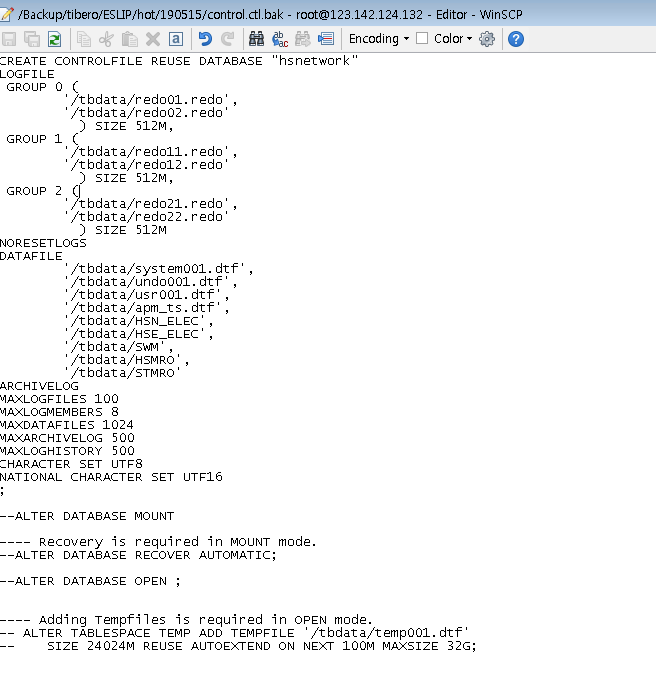 /Backup/tibero/ESLIP/hot/190515/control.ctl.bak - root@123.142.124.132 - Editor - WinSCP
Encoding Color
CREATE CONTROLFILE REUSE DATABASE "hsnetwork"
LOGFILE
GROUP 0 (
'/tbdata/redo01.redo',
'/tbdata/redo02.redo'
) SIZE 512M,
GROUP 1 (
'/tbdata/redo11.redo',
'/tbdata/redo12.redo'
) SIZE 512M,
GROUP 2 (
'/tbdata/redo21.redo',
'/tbdata/redo22.redo'
) SIZE 512M
NORESETLOGS
DATAFILE
'/tbdata/system001.dtf',
'/tbdata/undo001.dtf',
'/tbdata/usr001.dtf',
'/tbdata/apm_ts.dtf',
'/tbdata/HSN_ELEC',
'/tbdata/HSE_ELEC',
'/tbdata/SWM',
'/tbdata/HSMRO',
'/tbdata/STMRO'
ARCHIVELOG
MAXLOGFILES 100
MAXLOGMEMBERS 8
MAXDATAFILES 1024
MAXARCHIVELOG 500
MAXLOGHISTORY 500
CHARACTER SET UTF8
NATIONAL CHARACTER SET UTF16
;
--ALTER DATABASE MOUNT
---- Recovery is required in MOUNT mode.
--ALTER DATABASE RECOVER AUTOMATIC;
--ALTER DATABASE OPEN ;
---- Adding Tempfiles is required in OPEN mode.
-- ALTER TABLESPACE TEMP ADD TEMPFILE '/tbdata/temp001.dtf'
-- SIZE 24024M REUSE AUTOEXTEND ON NEXT 100M MAXSIZE 32G;